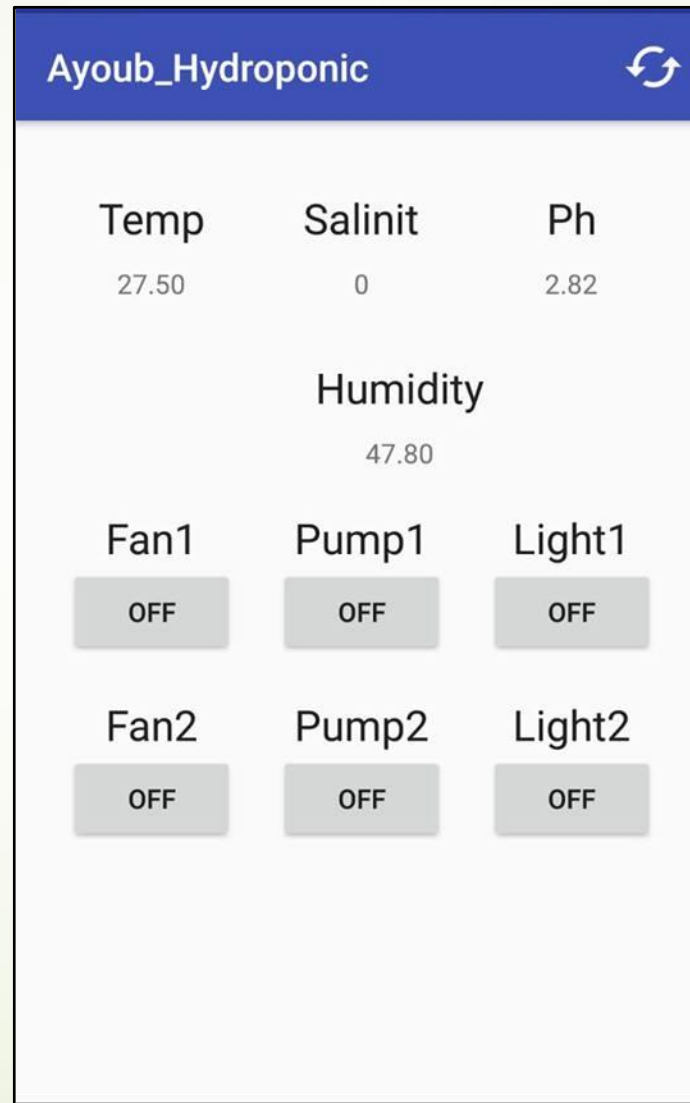 Ayoub_Hydroponic
Temp Salinit Ph
27.50 0 2.82
Humidity
47.80
Fan1 Pump1 Light1
OFF OFF OFF
Fan2 Pump2 Light2
OFF OFF OFF